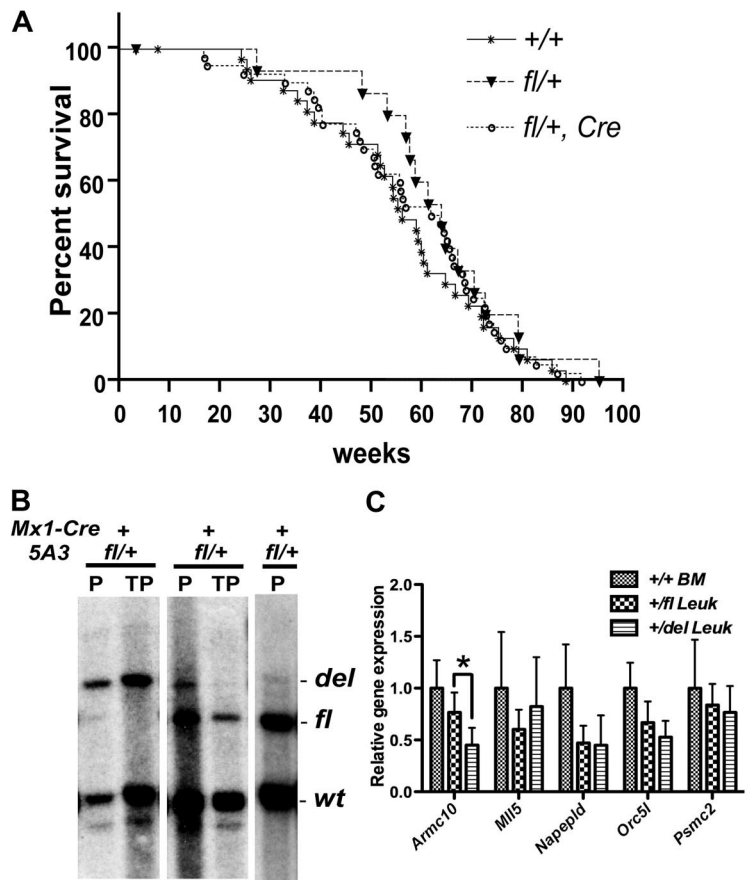 A
+/+
fl/+
fl/+, Cre
Percent survival
100
80
60
40
20
0
0 10 20 30 40 50 60 70 80 90 100
weeks
B
Mx1-Cre + + +
5A3 fl/+ fl/+ fl/+
P TP P TP P
- del
- fl
- wt
C
+/+ BM
+/fl Leuk
+/del Leuk
Relative gene expression
2.0
1.5
1.0
0.5
0.0
*
Armc10 Mll5 Napepld Orc5l Psmc2